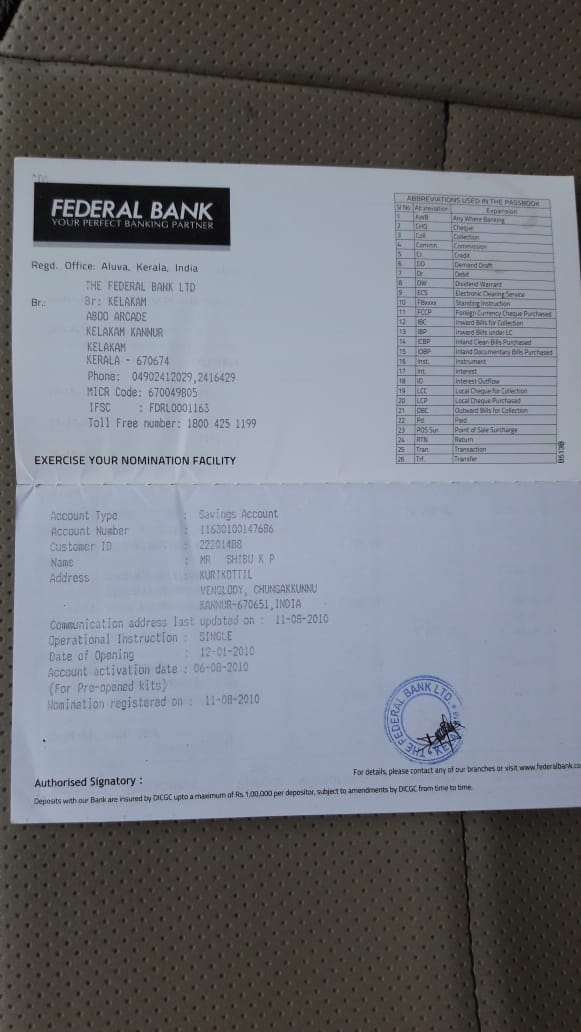 FEDERAL BANK
YOUR PERFECT BANKING PARTNER
Regd. Office: Aluva, Kerala, India
THE FEDERAL BANK LTD
Br.: Br: KELAKAM
ABOO ARCADE
KELAKAM KANNUR
KELAKAM
KERALA - 670674
Phone: 04902412029,2416429
MICR Code: 670049805
IFSC : FDRL0001163
Toll Free number: 1800 425 1199
EXERCISE YOUR NOMINATION FACILITY
ABBREVIATIONS USED IN THE PASSBOOK
Sl No. Abbreviation Expansion
1 AWB Any Where Banking
2 CHQ Cheque
3 Coll. Collection
4 Commn. Commission
5 Cr. Credit
6 DD Demand Draft
7 Dr. Debit
8 DW Dividend Warrant
9 ECS Electronic Clearing Service
10 FBxxxx Standing Instruction
11 FCCP Foreign Currency Cheque Purchased
12 IBC Inward Bills for Collection
13 IBP Inward Bills under LC
14 ICBP Inland Clean Bills Purchased
15 IDBP Inland Documentary Bills Purchased
16 Inst. Instrument
17 Int. Interest
18 IO Interest Outflow
19 LCC Local Cheque for Collection
20 LCP Local Cheque Purchased
21 OBC Outward Bills for Collection
22 Pd. Paid
23 POS Sur. Point of Sale Surcharge
24 RTN Return
25 Tran. Transaction
26 Trf. Transfer
B613B
Account Type : Savings Account
Account Number : 11630100147686
Customer ID : 22201488
Name : MR SHIBU K P
Address : KURIKOTTIL
VENGLODY, CHUNGAKKUNNU
KANNUR-670651,INDIA
Communication address last updated on : 11-08-2010
Operational Instruction : SINGLE
Date of Opening : 12-01-2010
Account activation date : 06-08-2010
(For Pre-opened kits)
Nomination registered on : 11-08-2010
THE FEDERAL BANK LTD.
Authorised Signatory :
For details, please contact any of our branches or visit www.federalbank.co
Deposits with our Bank are insured by DICGC upto a maximum of Rs. 1,00,000 per depositor, subject to amendments by DICGC from time to time.